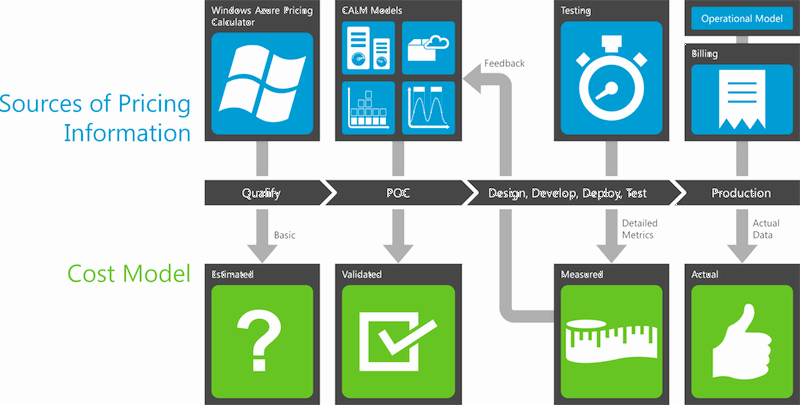 Windows Azure Pricing
Calculator
CALM Models
Testing
Operational Model
Billing
Feedback
Sources of Pricing
Information
Qualify
POC
Design, Develop, Deploy, Test
Production
Basic
Detailed
Metrics
Actual
Data
Cost Model
Estimated
Validated
Measured
Actual
?